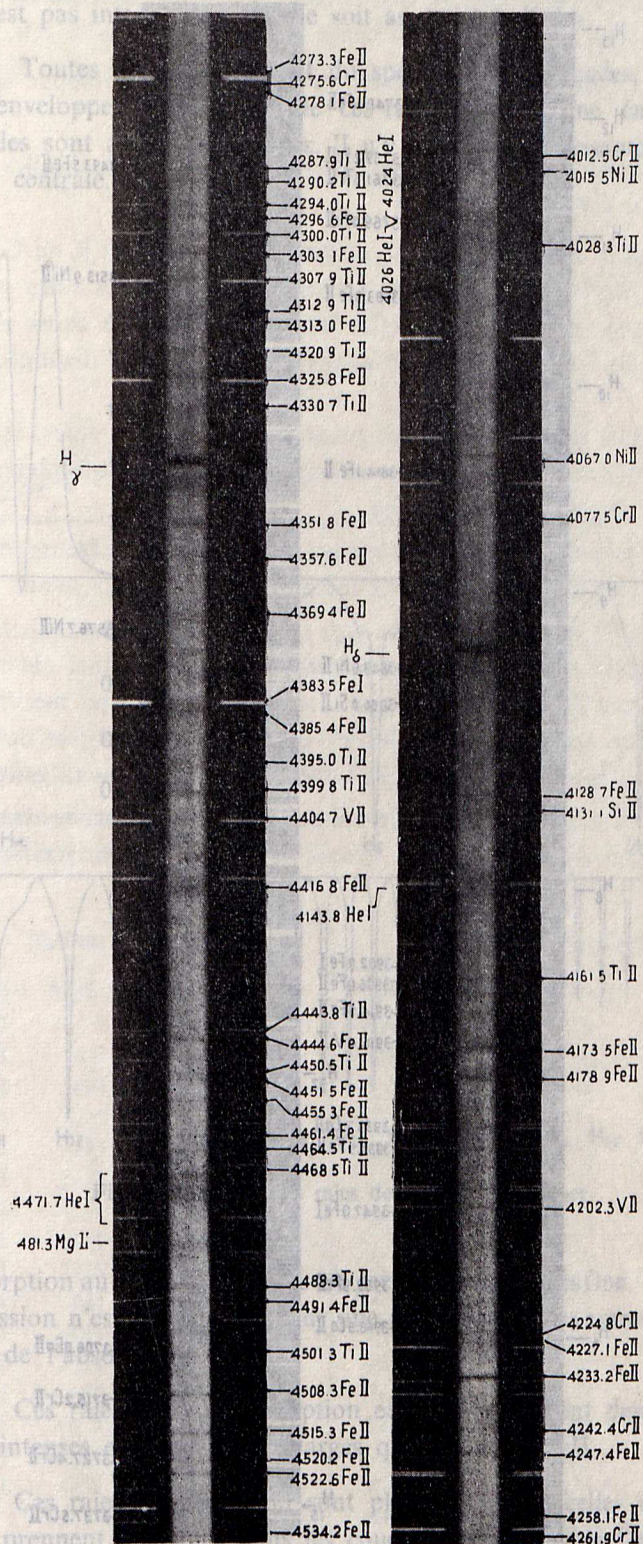 4273.3 Fe II
4275.6 Cr II
4278 1 Fe II
4287.9 Ti II
4290.2 Ti II
4294.0 Ti II
4296 6 Fe II
4300.0 Ti II
4303 1 Fe II
4307 9 Ti II
4312 9 Ti II
4313 0 Fe II
4320 9 Ti II
4325 8 Fe II
4330 7 Ti II
Hγ
4351 8 Fe II
4357.6 Fe II
4369 4 Fe II
4383 5 Fe I
4385 4 Fe II
4395.0 Ti II
4399 8 Ti II
4404 7 V II
4416 8 Fe II
4443.8 Ti II
4444 6 Fe II
4450.5 Ti II
4451 5 Fe II
4455 3 Fe II
4461.4 Fe II
4464.5 Ti II
4468 5 Ti II
4471.7 He I
481.3 Mg II
4488.3 Ti II
4491 4 Fe II
4501 3 Ti II
4508 3 Fe II
4515.3 Fe II
4520.2 Fe II
4522.6 Fe II
4534.2 Fe II
4026 He I
4024 He I
4012.5 Cr II
4015 5 Ni II
4028 3 Ti II
4067 0 Ni II
4077 5 Cr II
Hδ
4128 7 Fe II
4131 1 Si II
4143.8 He I
4161 5 Ti II
4173 5 Fe II
4178 9 Fe II
4202.3 V II
4224 8 Cr II
4227.1 Fe II
4233.2 Fe II
4242.4 Cr II
4247.4 Fe II
4258.1 Fe II
4261.9 Cr II